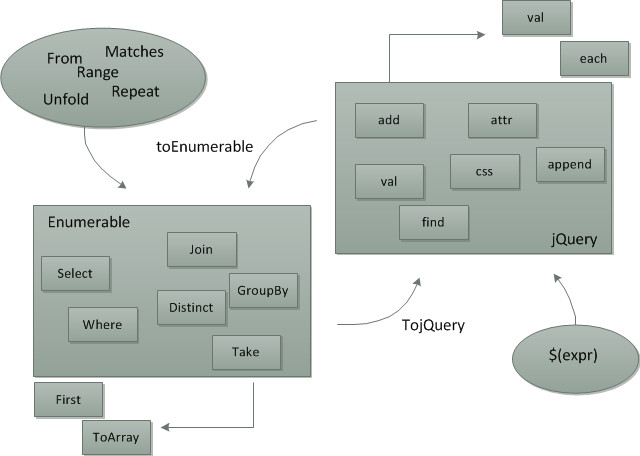 From
Matches
Range
Unfold
Repeat
toEnumerable
Enumerable
Join
Select
GroupBy
Distinct
Where
Take
First
ToArray
val
each
add
attr
append
css
val
find
jQuery
TojQuery
$(expr)